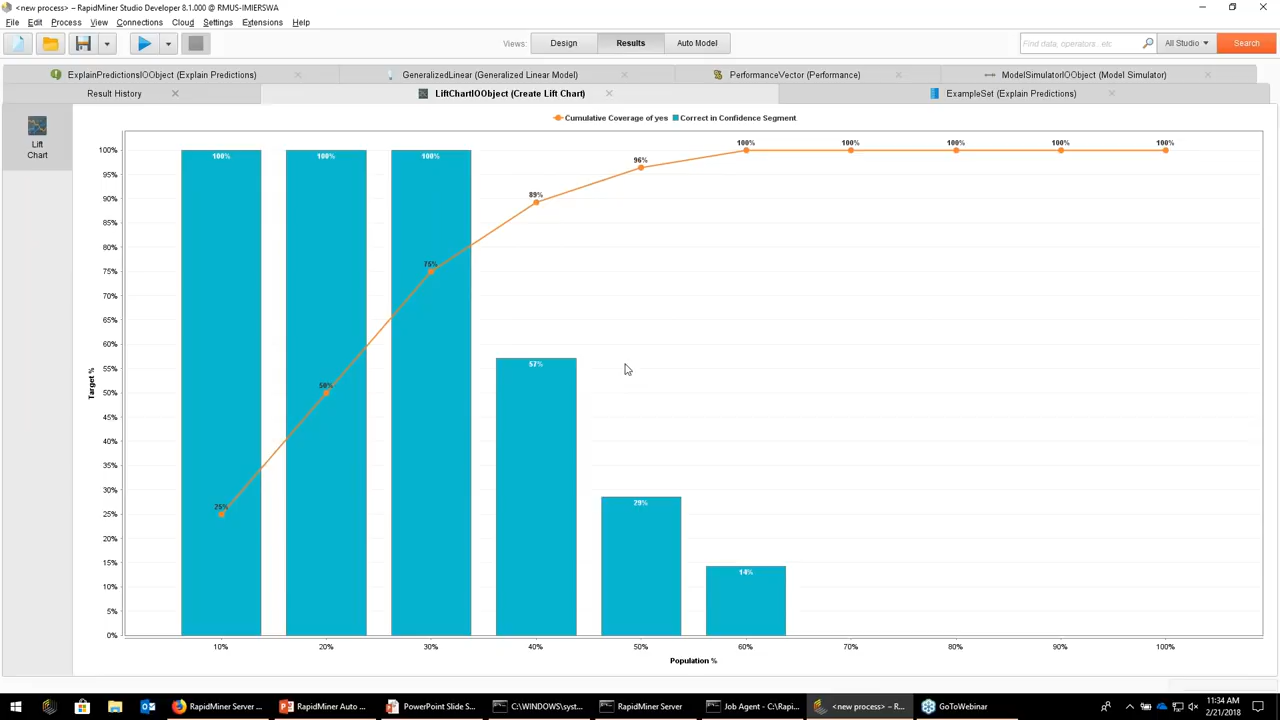 <new process> – RapidMiner Studio Developer 8.1.000 @ RMUS-IMIERSWA
File Edit Process View Connections Cloud Settings Extensions Help
Views: Design Results Auto Model Find data, operators...etc All Studio Search
ExplainPredictionsIOObject (Explain Predictions) GeneralizedLinear (Generalized Linear Model) PerformanceVector (Performance) ModelSimulatorIOObject (Model Simulator)
Result History LiftChartIOObject (Create Lift Chart) ExampleSet (Explain Predictions)
Lift
Chart
Cumulative Coverage of yes Correct in Confidence Segment
100%
95%
90%
85%
80%
75%
70%
65%
60%
55%
50%
45%
40%
35%
30%
25%
20%
15%
10%
5%
0%
Target %
100% 100% 100% 57% 29% 14%
25% 50% 75% 89% 96% 100% 100% 100% 100% 100%
10% 20% 30% 40% 50% 60% 70% 80% 90% 100%
Population %
RapidMiner Server ... RapidMiner Auto ... PowerPoint Slide S... C:\WINDOWS\syst... RapidMiner Server Job Agent - C:\Rapi... <new process> – R... GoToWebinar
11:34 AM
2/21/2018